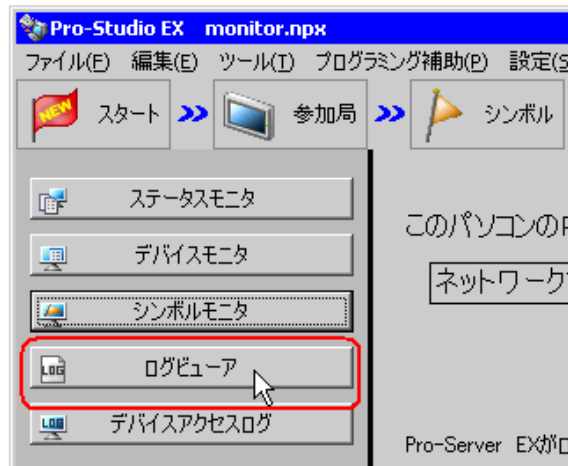 Pro-Studio EX monitor.npx
ファイル(F) 編集(E) ツール(T) プログラミング補助(P) 設定(S
NEW スタート 参加局 シンボル
ステータスモニタ
デバイスモニタ
シンボルモニタ
LOG ログビューア
LOG デバイスアクセスログ
このパソコンのP
ネットワーク
Pro-Server EXがロ